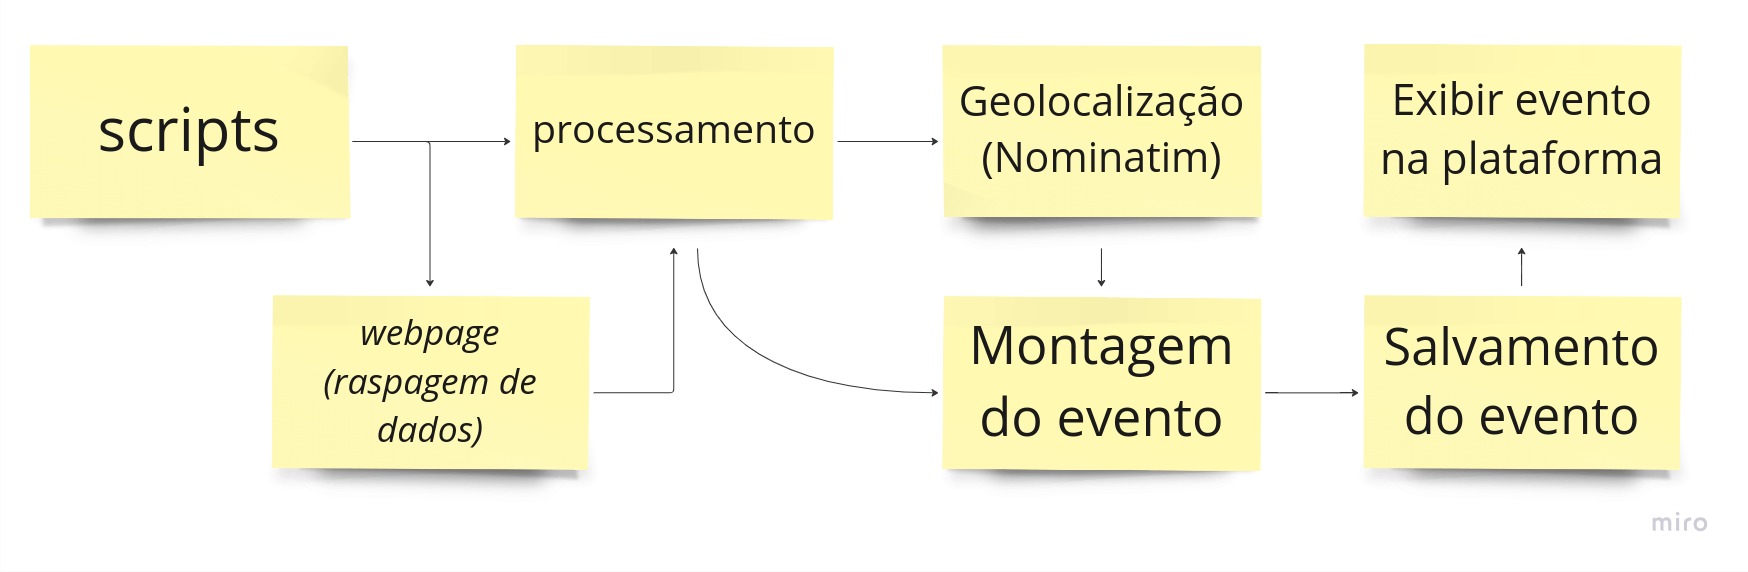 scripts
processamento
Geolocalização
(Nominatim)
Exibir evento
na plataforma
webpage
(raspagem de
dados)
Montagem
do evento
Salvamento
do evento
miro